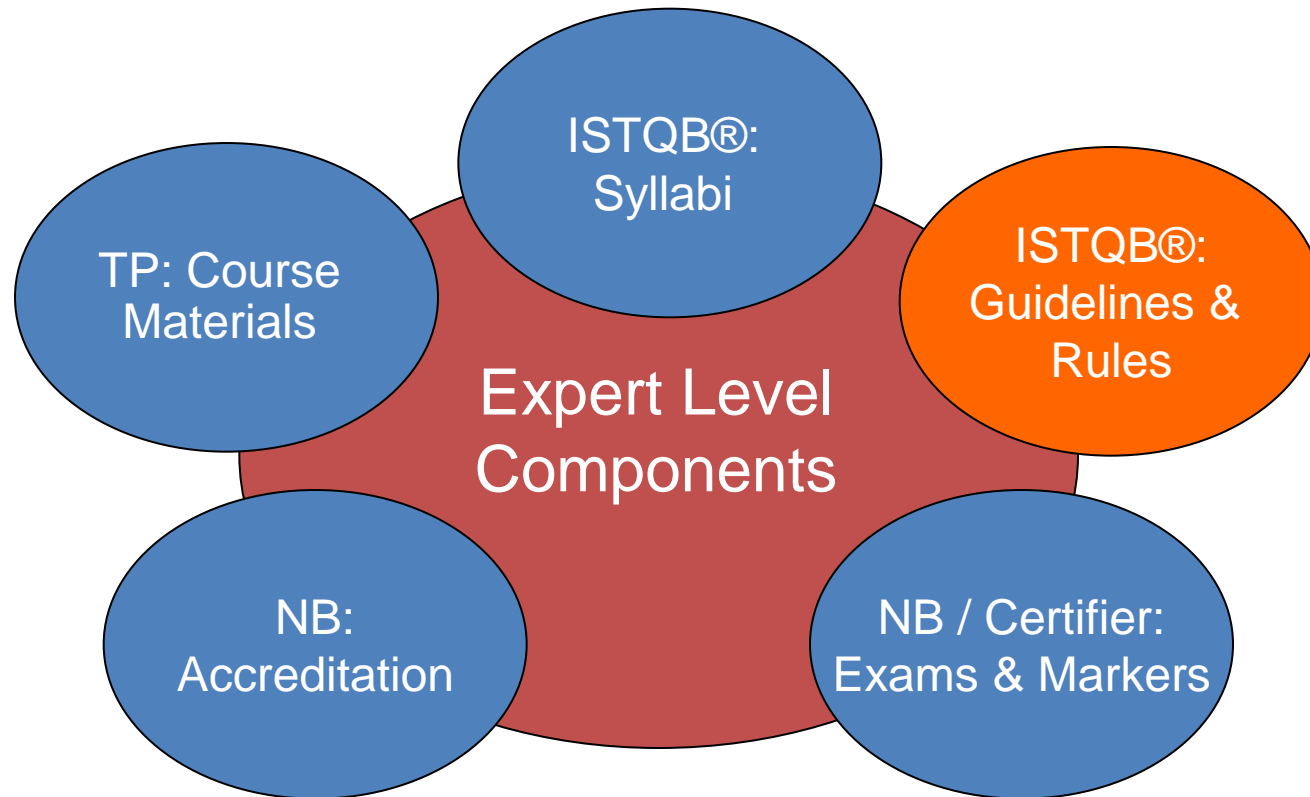 ISTQB®:
Syllabi
TP: Course
Materials
ISTQB®:
Guidelines &
Rules
Expert Level
Components
NB:
Accreditation
NB / Certifier:
Exams & Markers